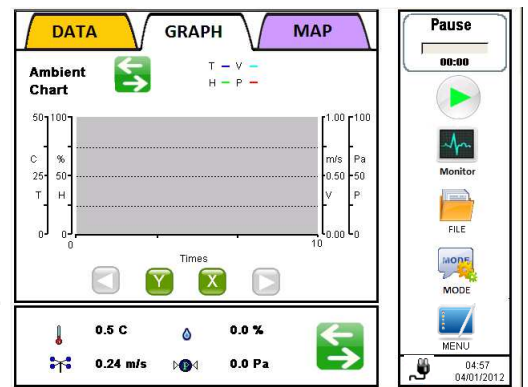 DATA GRAPH MAP
Ambient
Chart
T V
H P
50 100 1.00 100
C % m/s Pa
25 50 0.50 50
T H V P
0 0 0.00 0
0 10
Times
Y X
0.5 C 0.0 %
0.24 m/s P 0.0 Pa
Pause
00:00
Monitor
FILE
MODE
MODE
MENU
04:57
04/01/2012